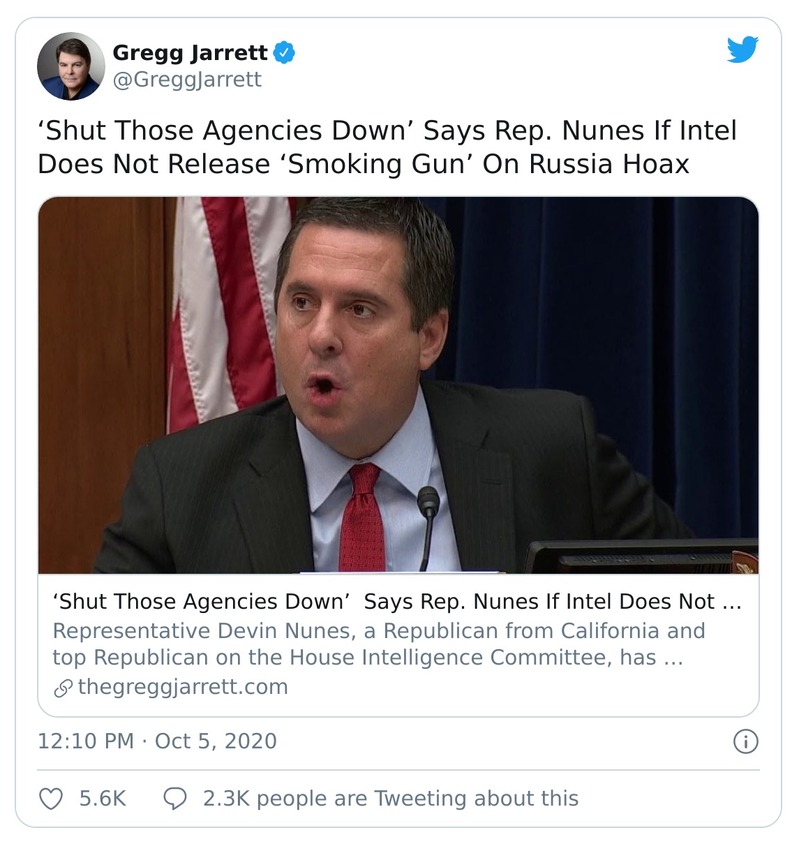 Gregg Jarrett
@GreggJarrett
‘Shut Those Agencies Down’ Says Rep. Nunes If Intel
Does Not Release ‘Smoking Gun’ On Russia Hoax
‘Shut Those Agencies Down’  Says Rep. Nunes If Intel Does Not …
Representative Devin Nunes, a Republican from California and
top Republican on the House Intelligence Committee, has …
thegreggjarrett.com
12:10 PM · Oct 5, 2020
5.6K 2.3K people are Tweeting about this